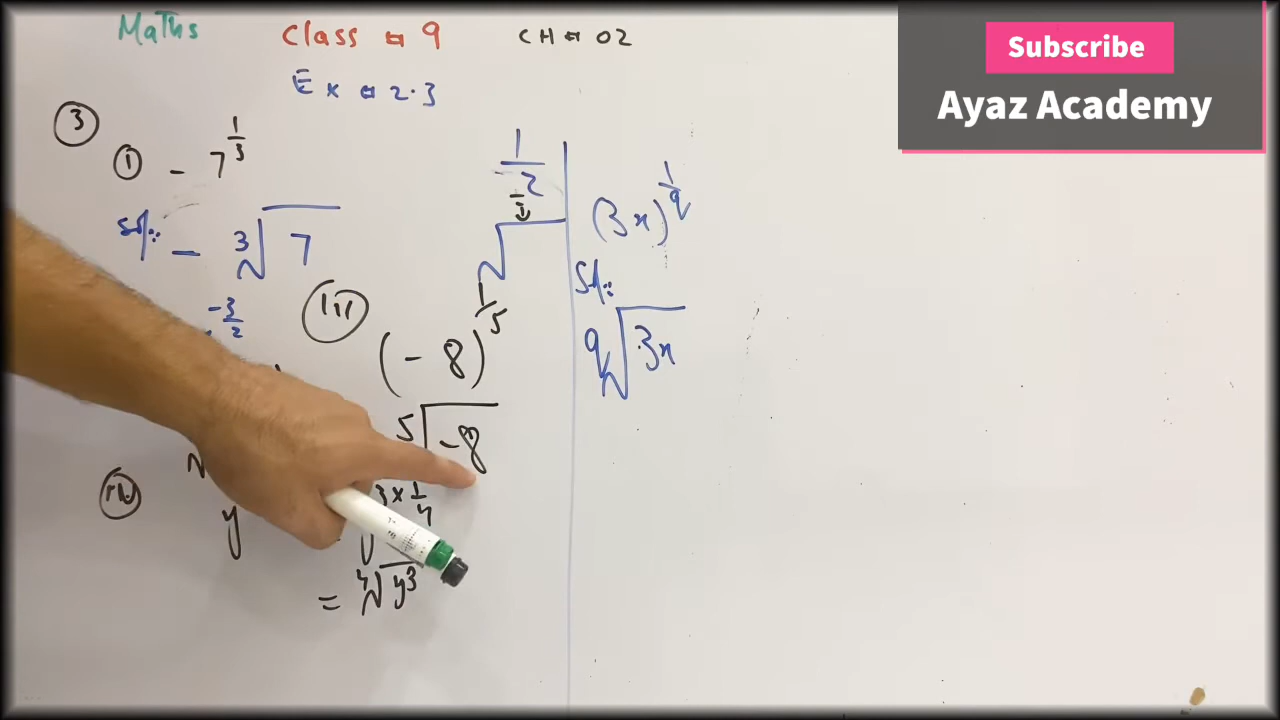 Maths Class 9 CH 02
Ex 2.3
Subscribe
Ayaz Academy
③
① - 7^{1/3}
Sol:
- ∛7
-3/2
1/2
√
(iii)
(-8)^{1/5}
⁵√-8
(iv)
y
3×1/4
y
= ⁴√y³
(3x)^{1/9}
Sol:
⁹√3x